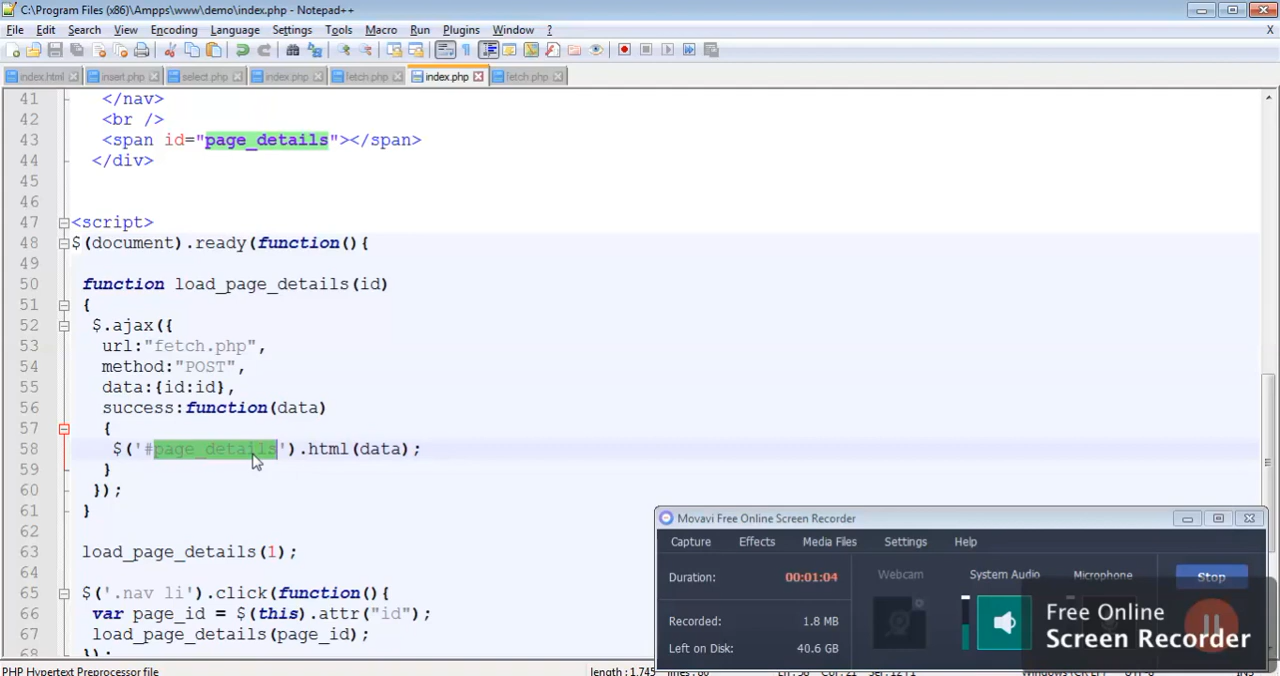 C:\Program Files (x86)\Ampps\www\demo\index.php - Notepad++
File Edit Search View Encoding Language Settings Tools Macro Run Plugins Window ? X
index.html insert.php select.php index.php fetch.php index.php fetch.php
41 </nav>
42 <br />
43 <span id="page_details"></span>
44 </div>
45
46
47 <script>
48 $(document).ready(function(){
49
50 function load_page_details(id)
51 {
52 $.ajax({
53 url:"fetch.php",
54 method:"POST",
55 data:{id:id},
56 success:function(data)
57 {
58 $('#page_details').html(data);
59 }
60 });
61 }
62
63 load_page_details(1);
64
65 $('.nav li').click(function(){
66 var page_id = $(this).attr("id");
67 load_page_details(page_id);
68 });
Movavi Free Online Screen Recorder
Capture Effects Media Files Settings Help
Duration: 00:01:04
Webcam System Audio Microphone
Stop
Recorded: 1.8 MB
Left on Disk: 40.6 GB
Free Online
Screen Recorder
PHP Hypertext Preprocessor file length : 1,745